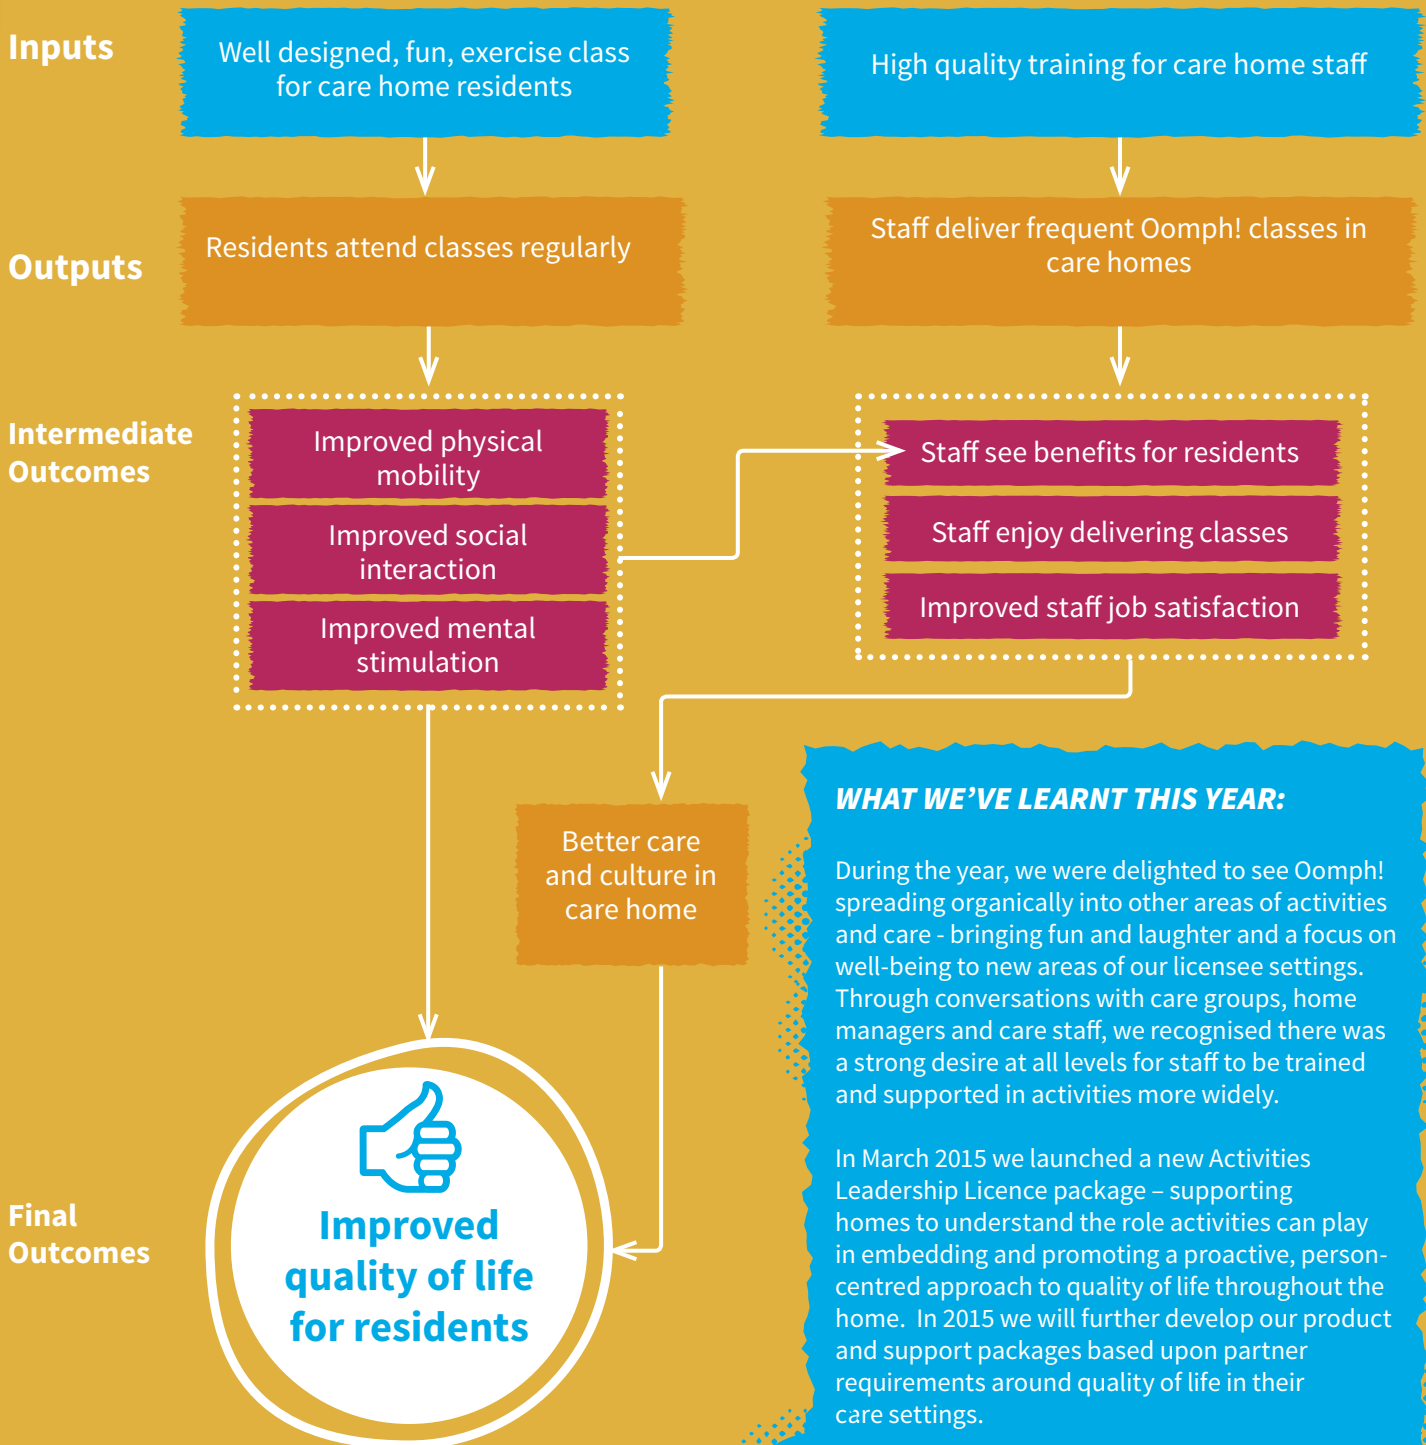 Inputs
Well designed, fun, exercise class
for care home residents
High quality training for care home staff
Outputs
Residents attend classes regularly
Staff deliver frequent Oomph! classes in
care homes
Intermediate
Outcomes
Improved physical
mobility
Improved social
interaction
Improved mental
stimulation
Staff see benefits for residents
Staff enjoy delivering classes
Improved staff job satisfaction
Better care
and culture in
care home
Final
Outcomes
Improved
quality of life
for residents
WHAT WE'VE LEARNT THIS YEAR:
During the year, we were delighted to see Oomph!
spreading organically into other areas of activities
and care - bringing fun and laughter and a focus on
well-being to new areas of our licensee settings.
Through conversations with care groups, home
managers and care staff, we recognised there was
a strong desire at all levels for staff to be trained
and supported in activities more widely.
In March 2015 we launched a new Activities
Leadership Licence package – supporting
homes to understand the role activities can play
in embedding and promoting a proactive, person-
centred approach to quality of life throughout the
home.  In 2015 we will further develop our product
and support packages based upon partner
requirements around quality of life in their
care settings.